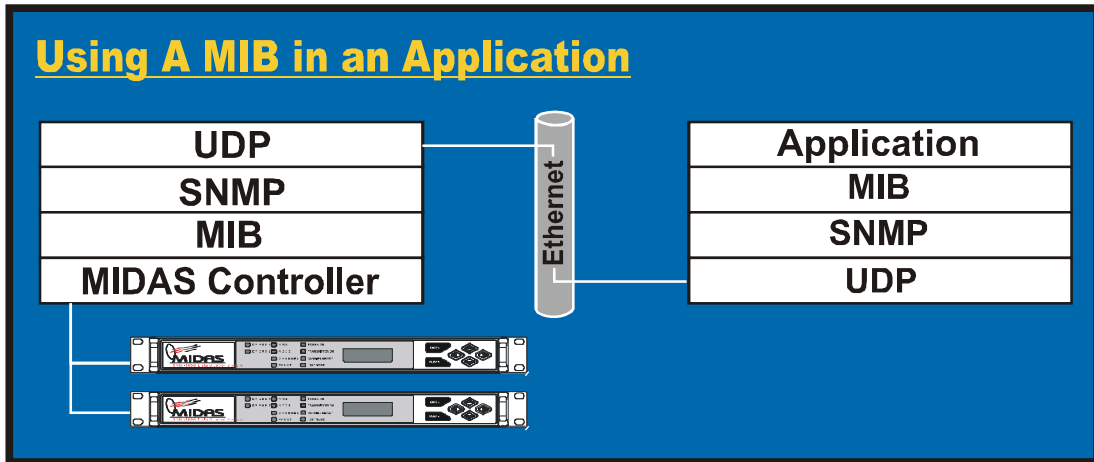 Using A MIB in an Application
UDP
SNMP
MIB
MIDAS Controller
Ethernet
Application
MIB
SNMP
UDP
MIDAS
MIDAS